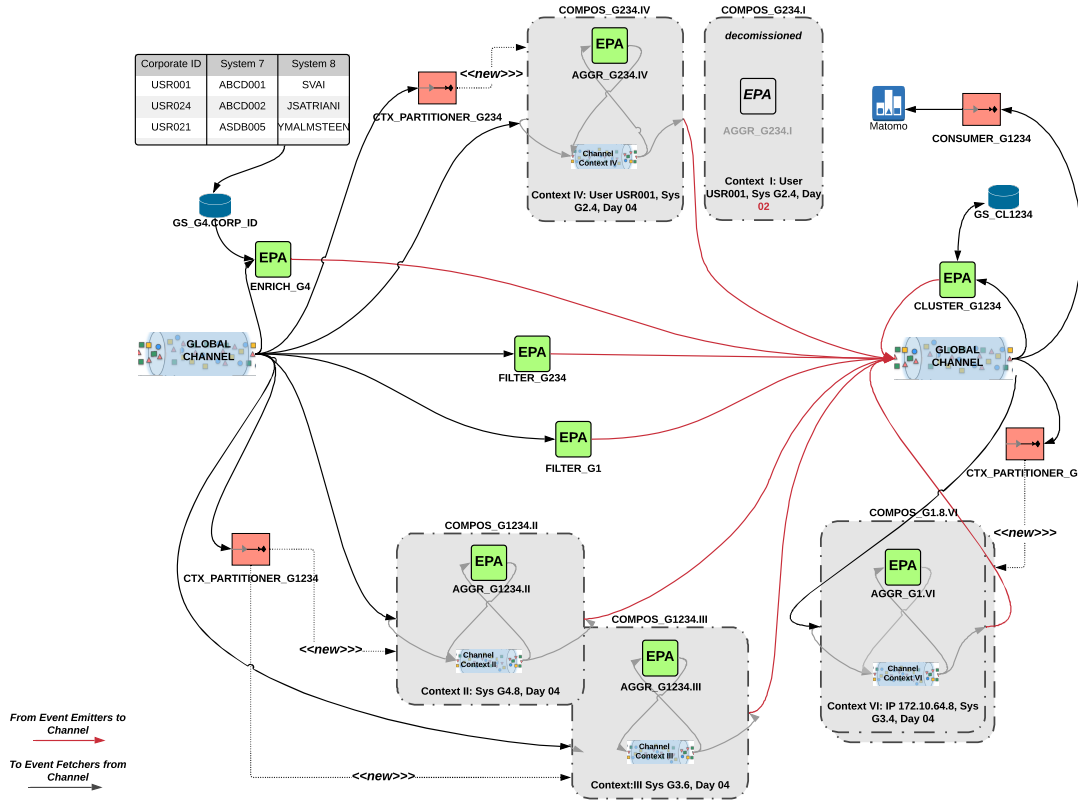 COMPOS_G234.IV
COMPOS_G234.I
EPA
AGGR_G234.IV
Channel
Context IV
Context IV: User USR001, Sys
G2.4, Day 04
decomissioned
EPA
AGGR_G234.I
Context I: User
USR001, Sys G2.4, Day
02
Corporate ID System 7 System 8
USR001 ABCD001 SVAI
USR024 ABCD002 JSATRIANI
USR021 ASDB005 YMALMSTEEN
<<new>>>
CTX_PARTITIONER_G234
Matomo
CONSUMER_G1234
GS_G4.CORP_ID
GS_CL1234
EPA
ENRICH_G4
EPA
CLUSTER_G1234
GLOBAL
CHANNEL
EPA
FILTER_G234
GLOBAL
CHANNEL
EPA
FILTER_G1
CTX_PARTITIONER_G
<<new>>>
CTX_PARTITIONER_G1234
<<new>>>
COMPOS_G1234.II
EPA
AGGR_G1234.II
Channel
Context II
Context II: Sys G4.8, Day 04
COMPOS_G1234.III
EPA
AGGR_G1234.III
Channel
Context III
Context:III Sys G3.6, Day 04
<<new>>>
COMPOS_G1.8.VI
EPA
AGGR_G1.VI
Channel
Context VI
Context VI: IP 172.10.64.8, Sys
G3.4, Day 04
From Event Emitters to
Channel
To Event Fetchers from
Channel